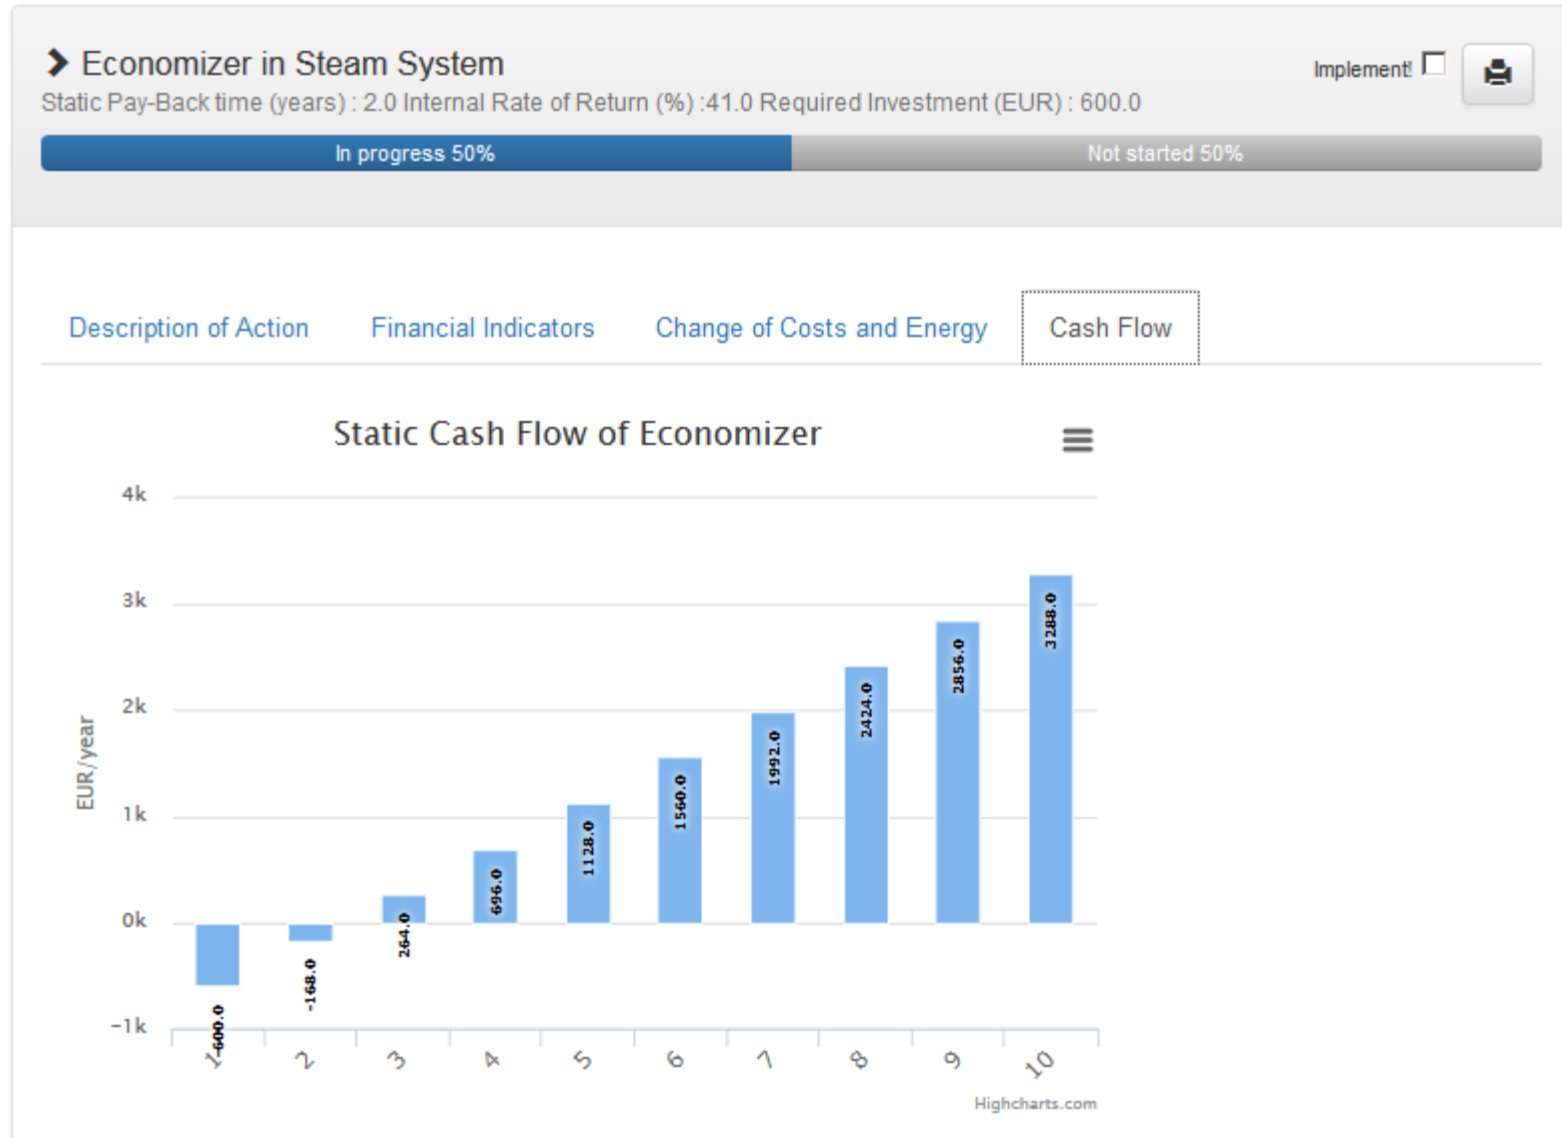 Economizer in Steam System
Implement!
Static Pay-Back time (years) : 2.0 Internal Rate of Return (%) :41.0 Required Investment (EUR) : 600.0
In progress 50% Not started 50%
Description of Action Financial Indicators Change of Costs and Energy Cash Flow
Static Cash Flow of Economizer
4k
3k
2k
1k
0k
-1k
EUR/year
-600.0
-168.0
264.0
696.0
1128.0
1560.0
1992.0
2424.0
2856.0
3288.0
1 2 3 4 5 6 7 8 9 10
Highcharts.com